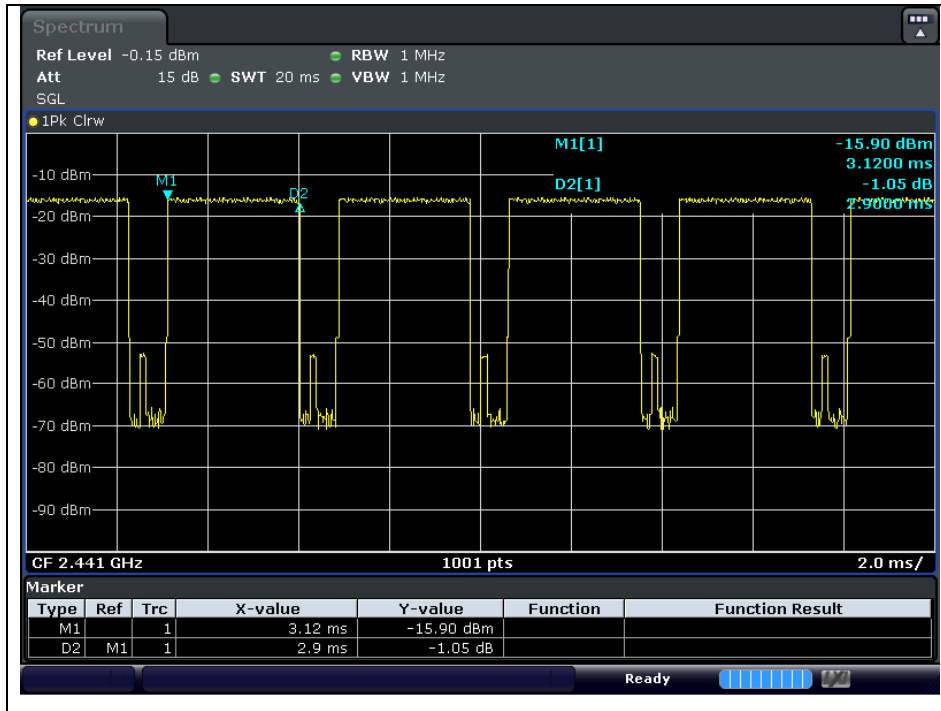 Spectrum
Ref Level -0.15 dBm RBW 1 MHz
Att 15 dB SWT 20 ms VBW 1 MHz
SGL
1Pk Clrw
M1[1] -15.90 dBm
3.1200 ms
D2[1] -1.05 dB
2.9000 ms
M1
D2
-10 dBm
-20 dBm
-30 dBm
-40 dBm
-50 dBm
-60 dBm
-70 dBm
-80 dBm
-90 dBm
CF 2.441 GHz 1001 pts 2.0 ms/
Marker
Type Ref Trc X-value Y-value Function Function Result
M1 1 3.12 ms -15.90 dBm
D2 M1 1 2.9 ms -1.05 dB
Ready